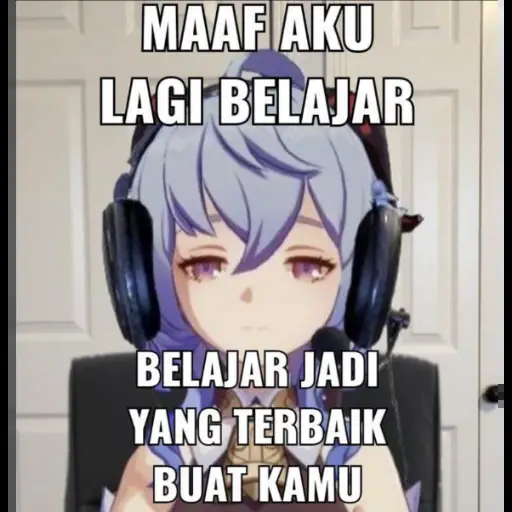 MAAF AKU
LAGI BELAJAR
BELAJAR JADI
YANG TERBAIK
BUAT KAMU